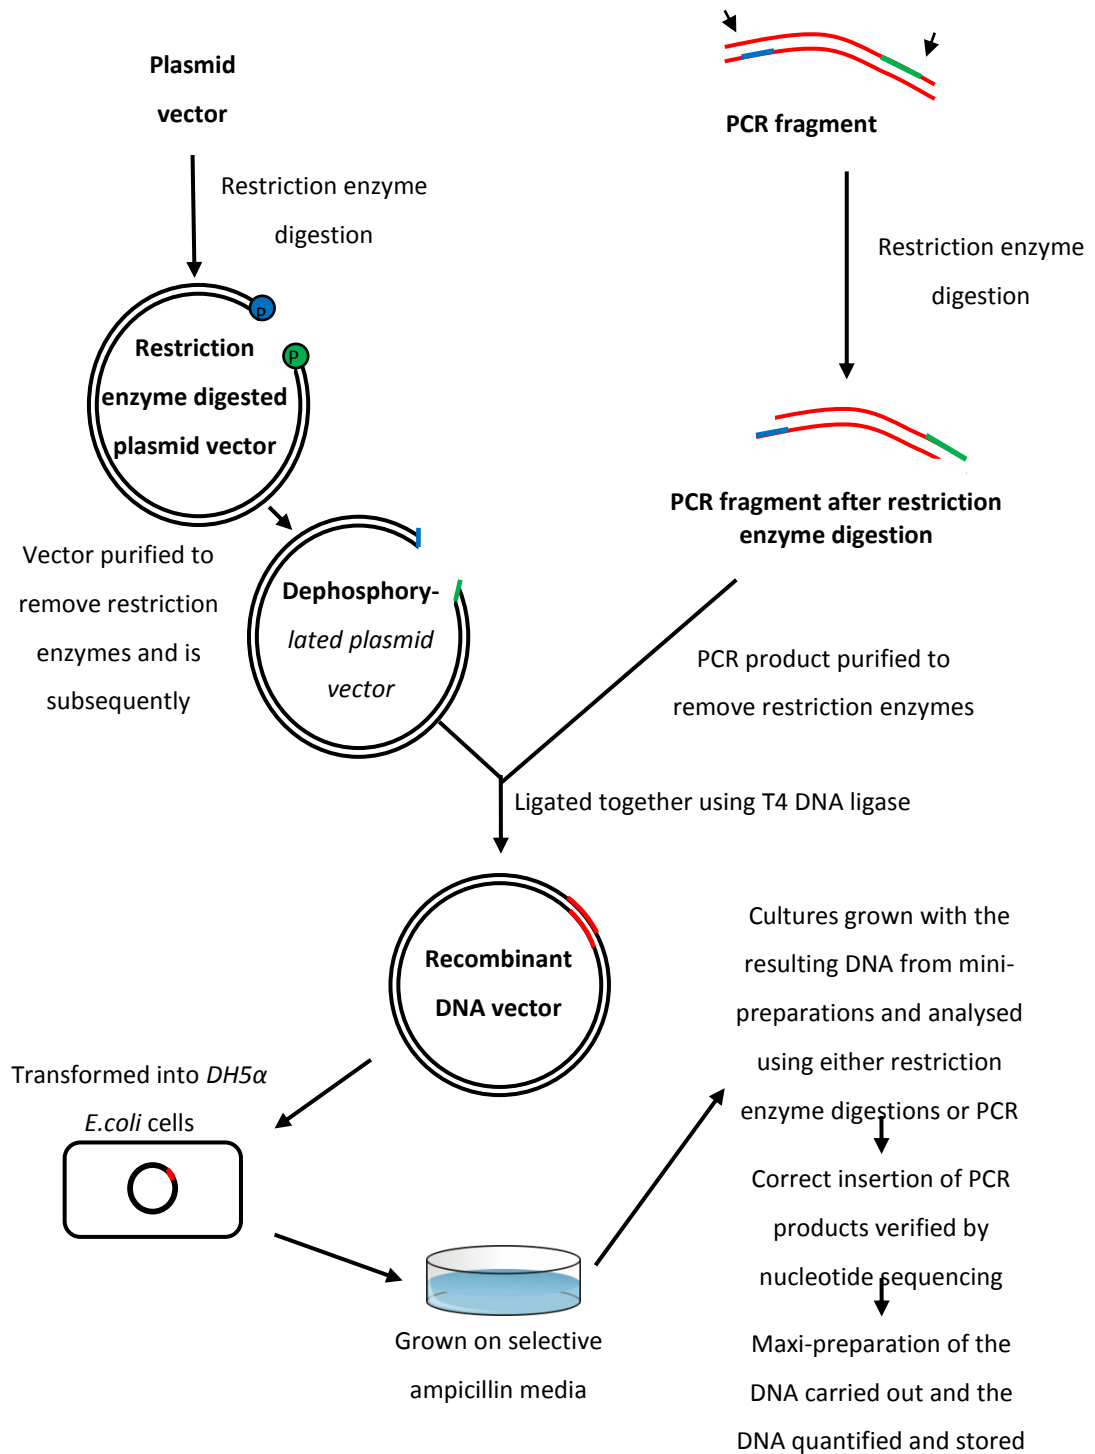 Plasmid
vector
PCR fragment
Restriction enzyme
digestion
Restriction enzyme
digestion
P
P
Restriction
enzyme digested
plasmid vector
PCR fragment after restriction
enzyme digestion
Vector purified to
remove restriction
enzymes and is
subsequently
Dephosphory-
lated plasmid
vector
PCR product purified to
remove restriction enzymes
Ligated together using T4 DNA ligase
Recombinant
DNA vector
Transformed into DH5α
E.coli cells
Grown on selective
ampicillin media
Cultures grown with the
resulting DNA from mini-
preparations and analysed
using either restriction
enzyme digestions or PCR
Correct insertion of PCR
products verified by
nucleotide sequencing
Maxi-preparation of the
DNA carried out and the
DNA quantified and stored